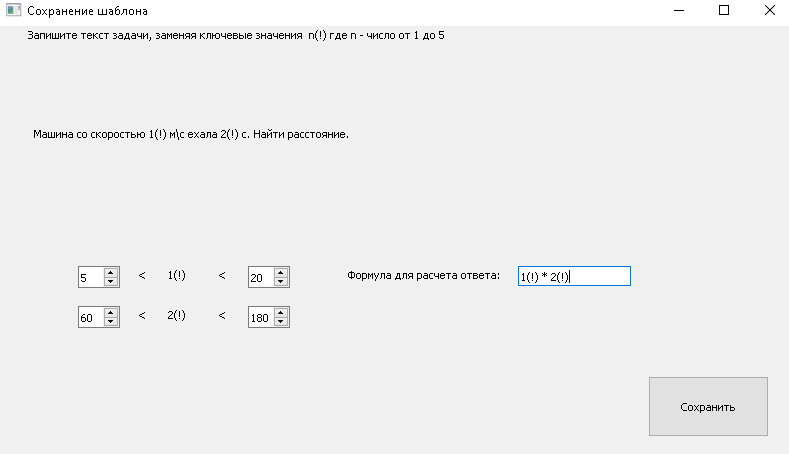 Сохранение шаблона
Запишите текст задачи, заменяя ключевые значения n(!) где n - число от 1 до 5
Машина со скоростью 1(!) м\с ехала 2(!) с. Найти расстояние.
5 < 1(!) < 20 Формула для расчета ответа: 1(!) * 2(!)
60 < 2(!) < 180
Сохранить